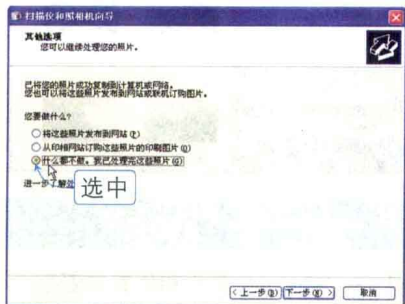 扫描仪和照相机向导
其他选项
您可以继续处理您的照片。
已将您的照片成功复制到计算机或网站。
您也可以将这些照片发布到网站或联机订购图片。
您要做什么?
将这些照片发布到网站(P)
从印相网站订购这些照片的印刷图片(O)
什么都不做。我已处理完这些照片(G)
进一步了解
选中
<上一步(B) 下一步(N)> 取消